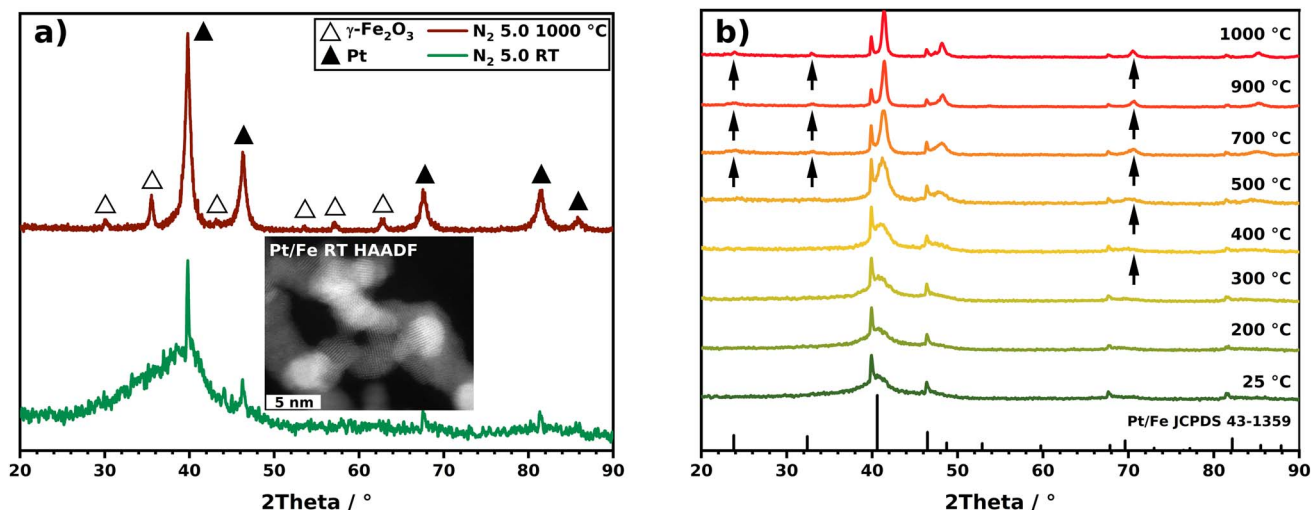 a)
△ γ-Fe₂O₃ N₂ 5.0 1000 °C
▲ Pt N₂ 5.0 RT
Pt/Fe RT HAADF
5 nm
20 30 40 50 60 70 80 90
2Theta / °
b)
1000 °C
900 °C
700 °C
500 °C
400 °C
300 °C
200 °C
25 °C
Pt/Fe JCPDS 43-1359
20 30 40 50 60 70 80 90
2Theta / °